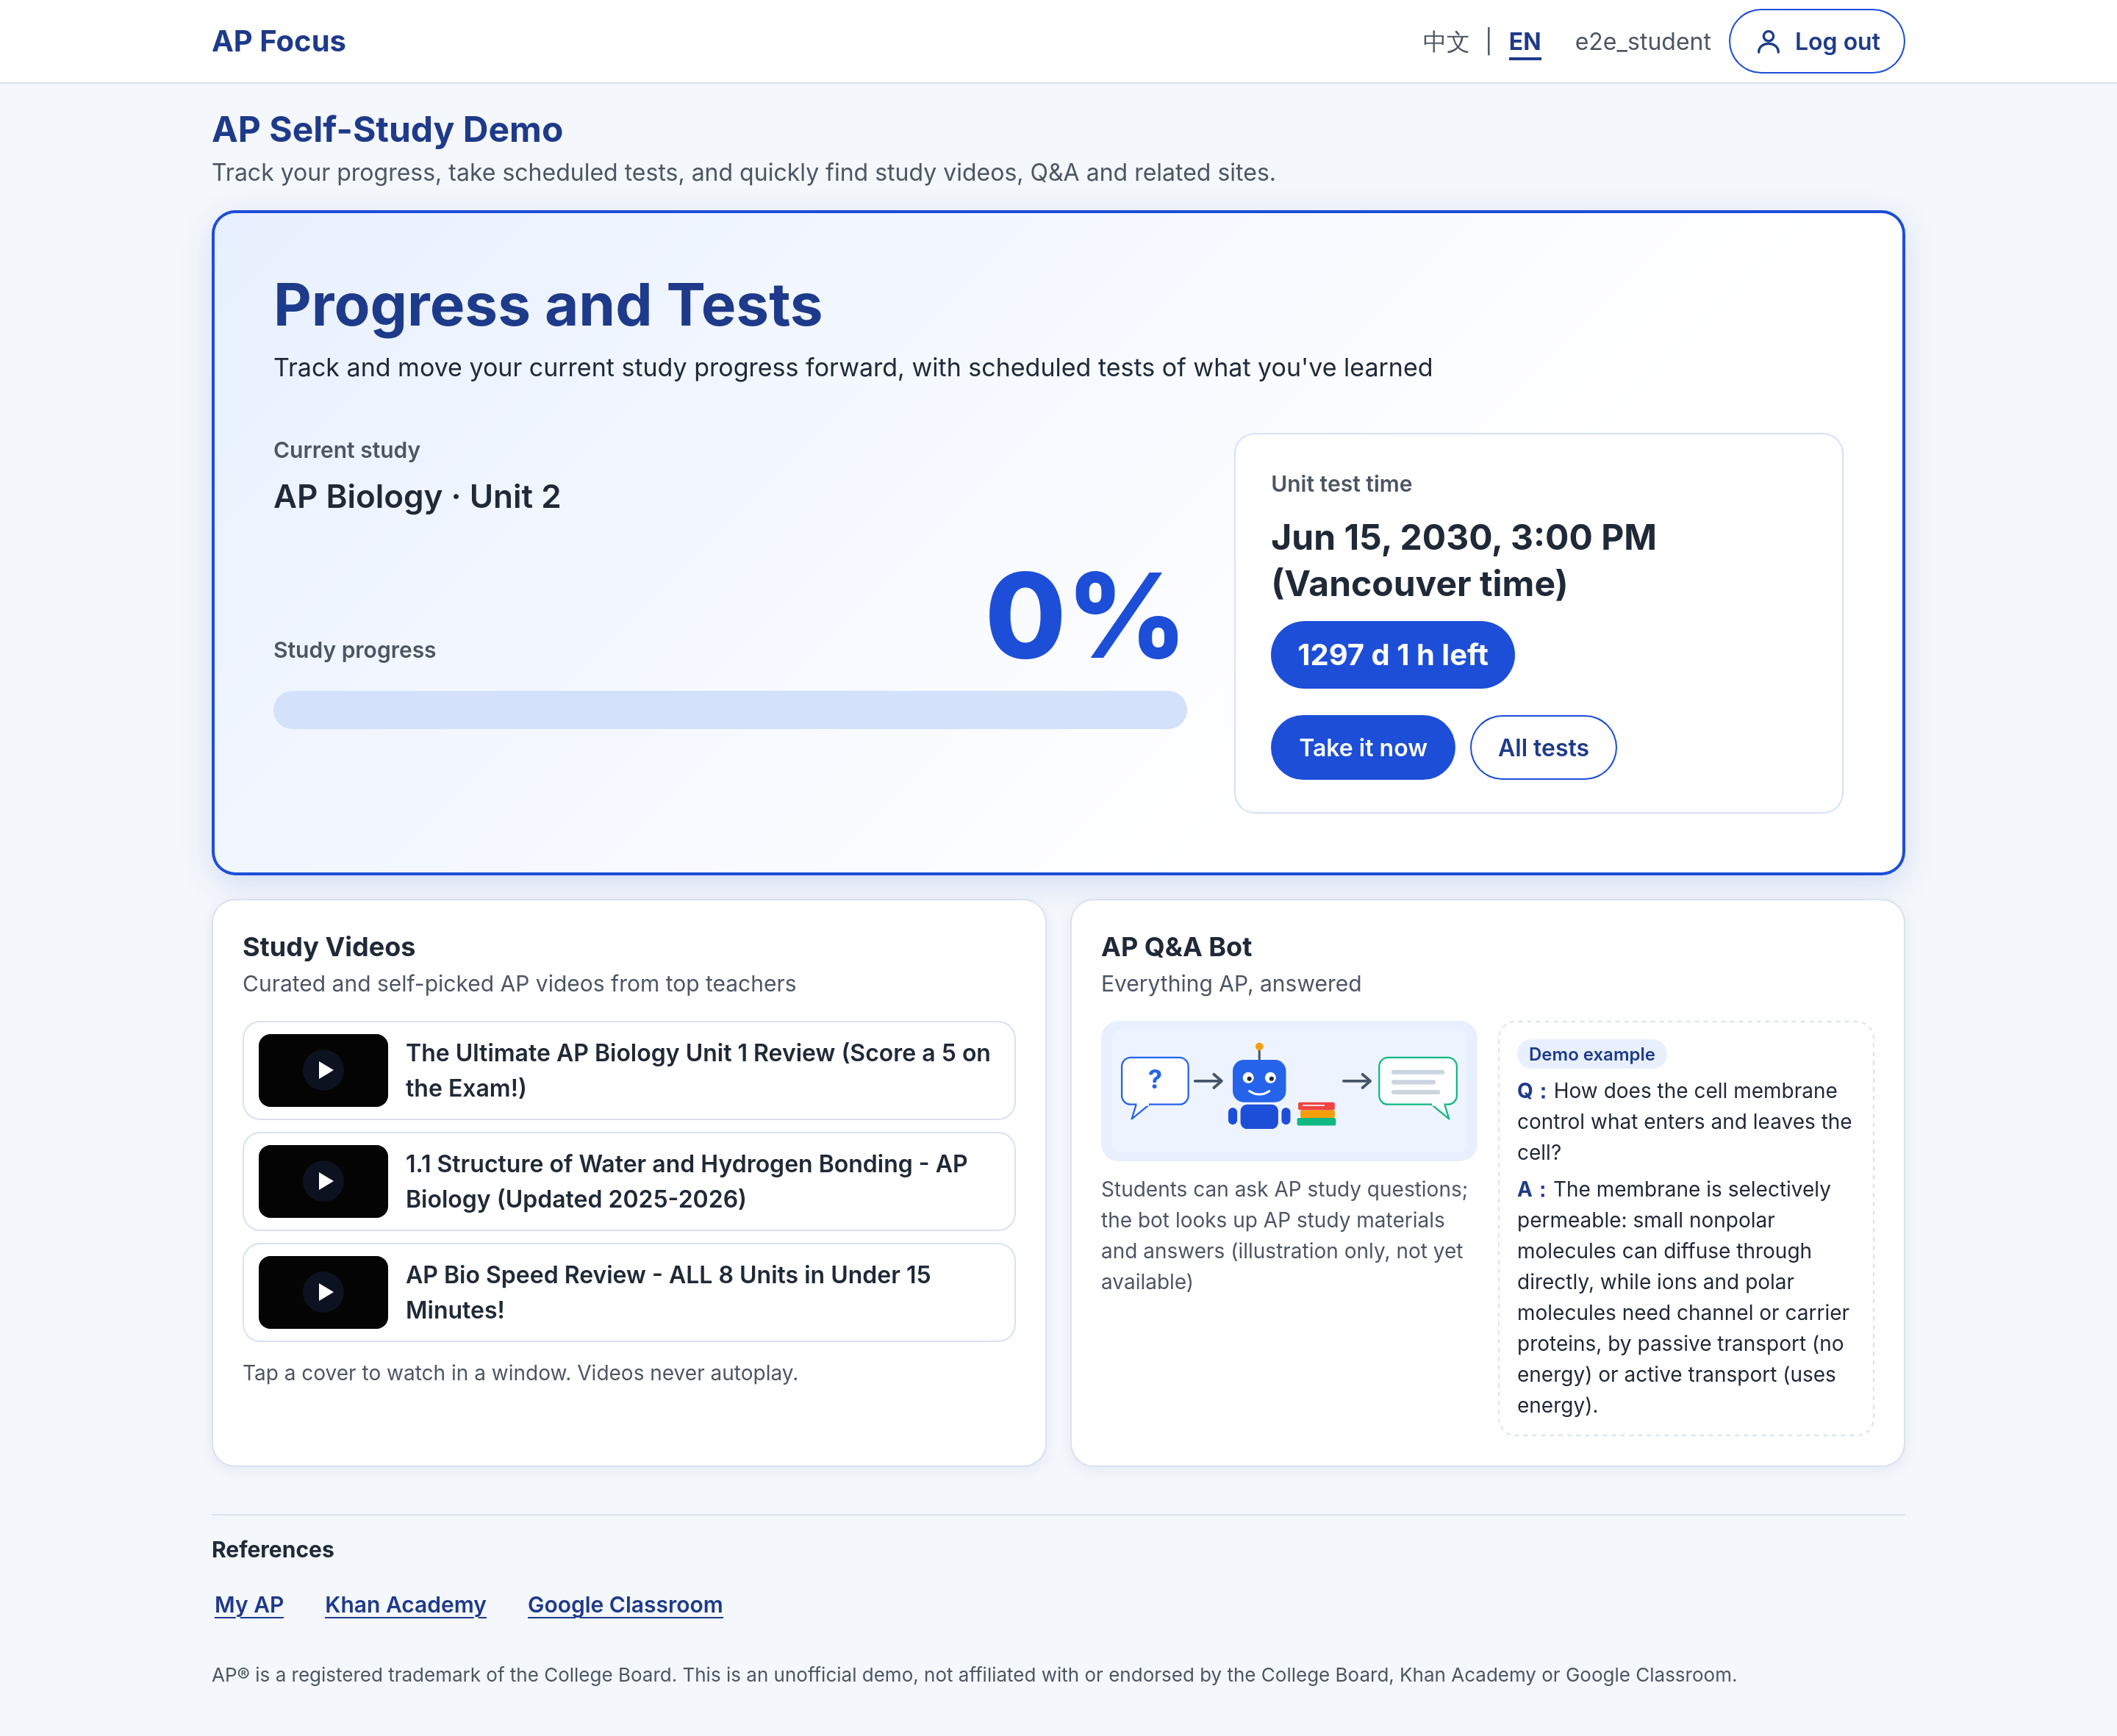 AP Focus
中文 | EN e2e_student Log out
AP Self-Study Demo
Track your progress, take scheduled tests, and quickly find study videos, Q&A and related sites.
Progress and Tests
Track and move your current study progress forward, with scheduled tests of what you've learned
Current study
AP Biology · Unit 2
Study progress
0%
Unit test time
Jun 15, 2030, 3:00 PM
(Vancouver time)
1297 d 1 h left
Take it now
All tests
Study Videos
Curated and self-picked AP videos from top teachers
The Ultimate AP Biology Unit 1 Review (Score a 5 on
the Exam!)
1.1 Structure of Water and Hydrogen Bonding - AP
Biology (Updated 2025-2026)
AP Bio Speed Review - ALL 8 Units in Under 15
Minutes!
Tap a cover to watch in a window. Videos never autoplay.
AP Q&A Bot
Everything AP, answered
?
Students can ask AP study questions;
the bot looks up AP study materials
and answers (illustration only, not yet
available)
Demo example
Q：How does the cell membrane
control what enters and leaves the
cell?
A：The membrane is selectively
permeable: small nonpolar
molecules can diffuse through
directly, while ions and polar
molecules need channel or carrier
proteins, by passive transport (no
energy) or active transport (uses
energy).
References
My AP
Khan Academy
Google Classroom
AP® is a registered trademark of the College Board. This is an unofficial demo, not affiliated with or endorsed by the College Board, Khan Academy or Google Classroom.